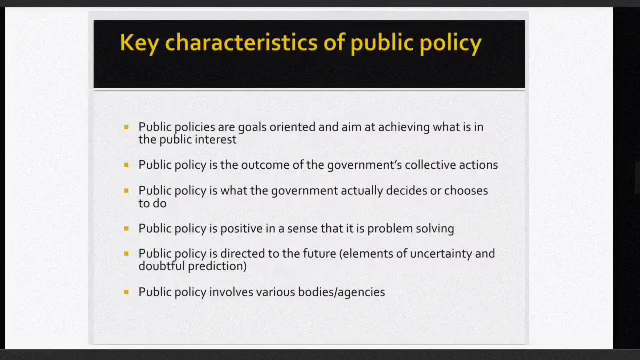 Key characteristics of public policy
Public policies are goals oriented and aim at achieving what is in
the public interest
Public policy is the outcome of the government's collective actions
Public policy is what the government actually decides or chooses
to do
Public policy is positive in a sense that it is problem solving
Public policy is directed to the future (elements of uncertainty and
doubtful prediction)
Public policy involves various bodies/agencies